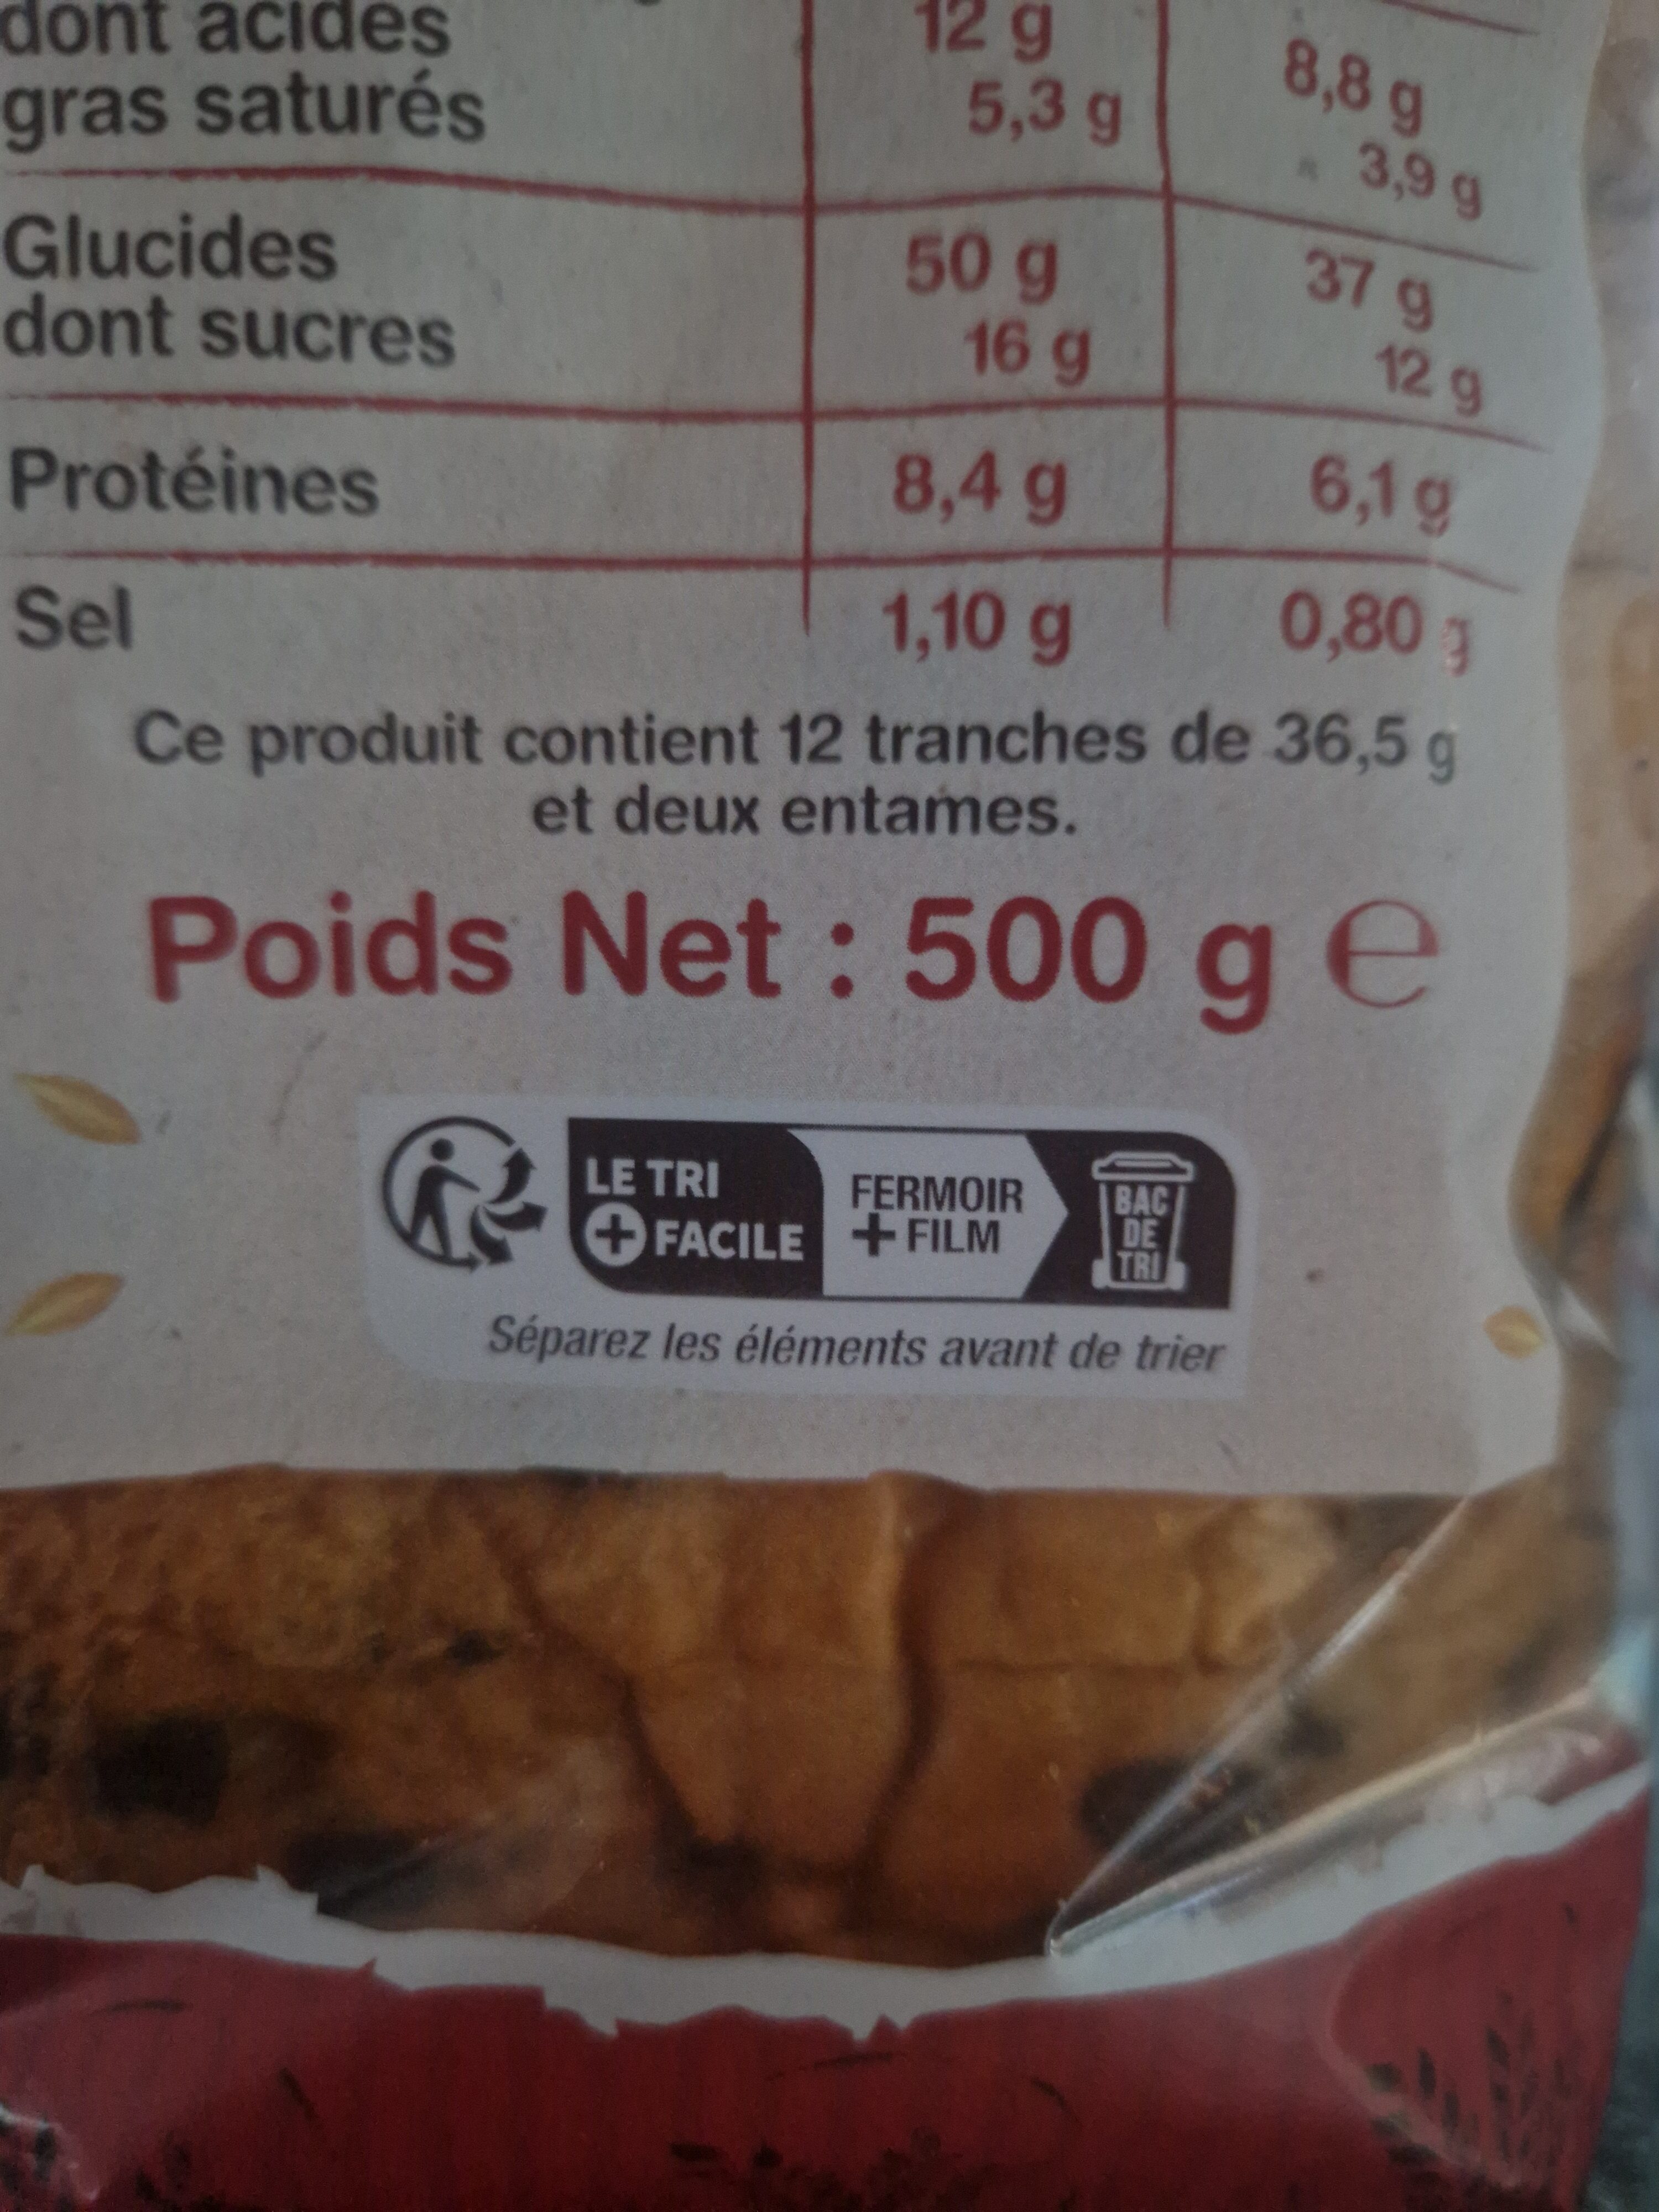 dont acides 12 g 8,8 g
gras saturés 5,3 g 3,9 g
Glucides 50 g 37 g
dont sucres 16 g 12 g
Protéines 8,4 g 6,1 g
Sel 1,10 g 0,80 g
Ce produit contient 12 tranches de 36,5 g
et deux entames.
Poids Net : 500 g ℮
LE TRI
+ FACILE
FERMOIR
+ FILM
BAC
DE
TRI
Séparez les éléments avant de trier